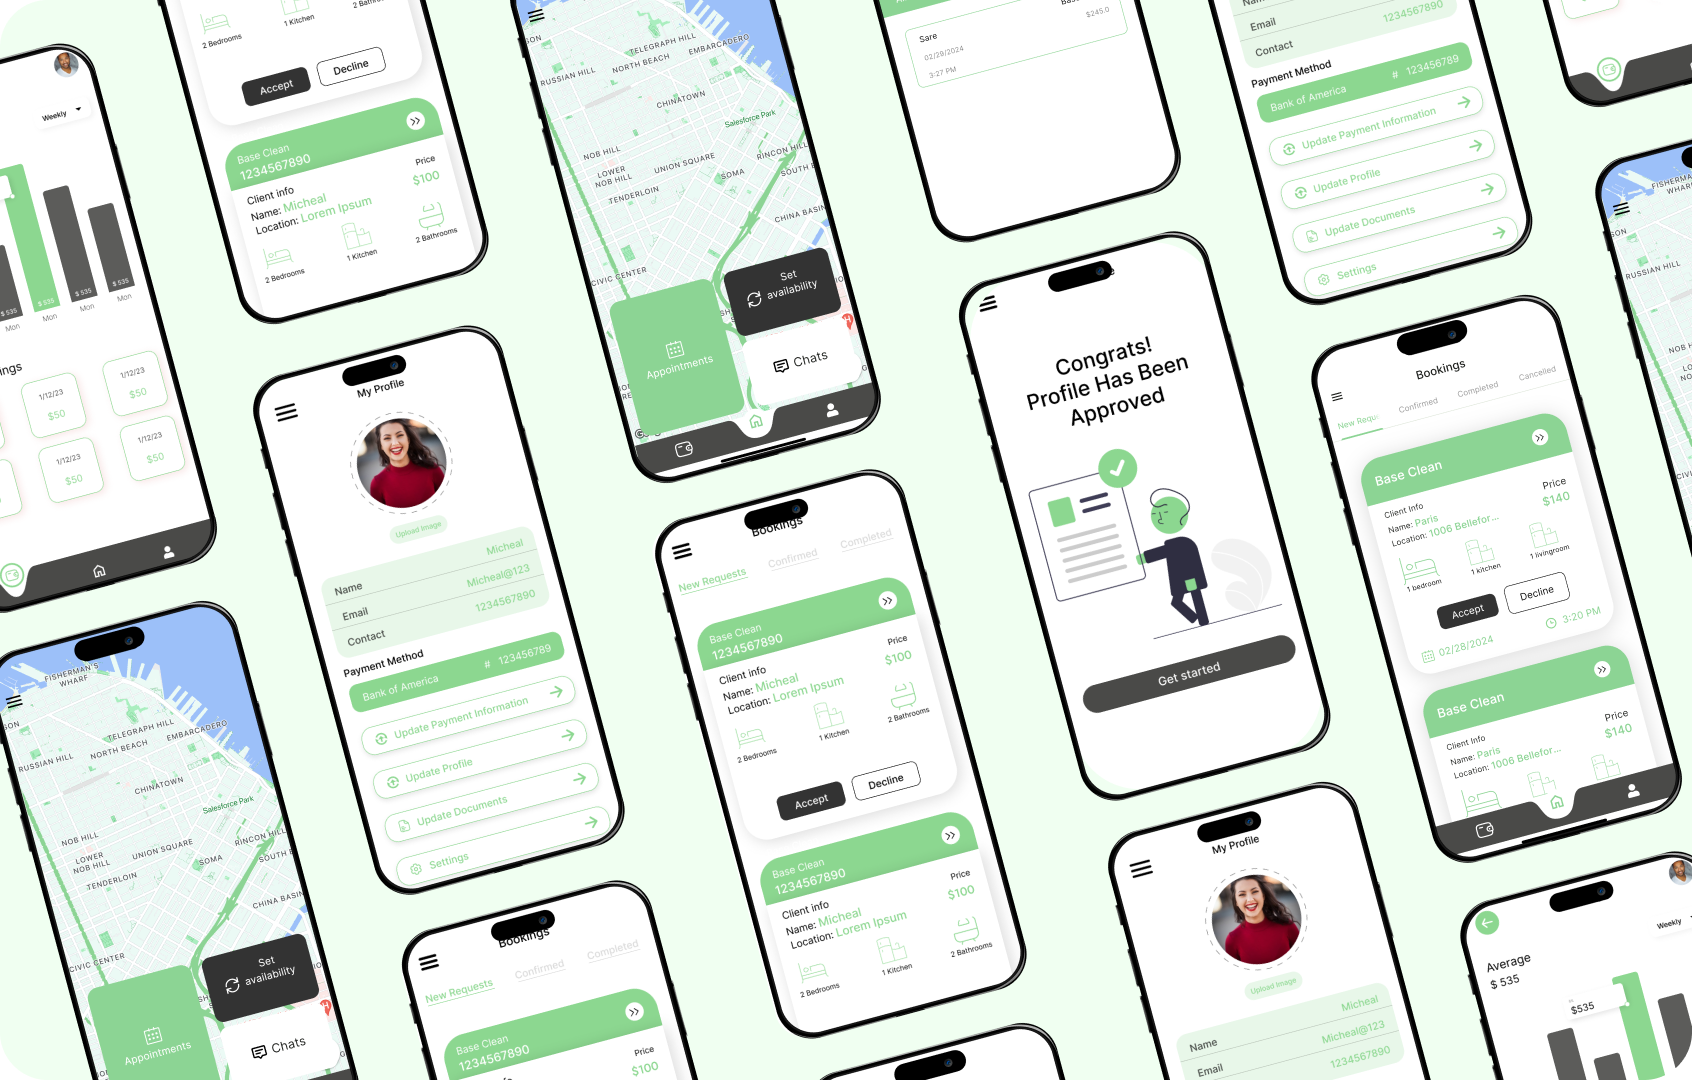 Weekly
$ 535
$ 535
$ 535
$ 535
Mon
Mon
Mon
Mon
ngs
1/12/23
$50
1/12/23
$50
1/12/23
$50
1/12/23
$50
2 Bedrooms
1 Kitchen
2 Bathrooms
Accept
Decline
Base Clean
1234567890
Client info
Price
Name: Micheal
$100
Location: Lorem Ipsum
2 Bedrooms
1 Kitchen
2 Bathrooms
SON
TELEGRAPH HILL
EMBARCADERO
RUSSIAN HILL
NORTH BEACH
CHINATOWN
Salesforce Park
NOB HILL
LOWER
NOB HILL
UNION SQUARE
RINCON HILL
TENDERLOIN
SOMA
SOUTH B
CHINA BASIN
CIVIC CENTER
Set
availability
Appointments
Chats
Sare
$245.0
02/28/2024
3:27 PM
Email
1234567890
Contact
Payment Method
Bank of America
# 123456789
Update Payment Information
Update Profile
Update Documents
Settings
FISHERMAN'S
WHARF
SON
RUSSIAN HILL
My Profile
Upload Image
Name
Micheal
Email
Micheal@123
Contact
1234567890
Payment Method
Bank of America
# 123456789
Update Payment Information
Update Profile
Update Documents
Settings
Bookings
New Requests
Confirmed
Completed
Base Clean
1234567890
Client info
Price
Name: Micheal
$100
Location: Lorem Ipsum
2 Bedrooms
1 Kitchen
2 Bathrooms
Accept
Decline
Base Clean
1234567890
Client info
Price
Name: Micheal
$100
Location: Lorem Ipsum
2 Bedrooms
1 Kitchen
2 Bathrooms
Congrats!
Profile Has Been
Approved
Get started
Bookings
New Requ
Confirmed
Completed
Cancelled
Base Clean
Client Info
Price
Name: Paris
$140
Location: 1006 Bellefor...
1 bedroom
1 kitchen
1 livingroom
Accept
Decline
02/28/2024
3:20 PM
Base Clean
Client Info
Price
Name: Paris
$140
Location: 1006 Bellefor...
FISHERMAN'S
WHARF
SON
TELEGRAPH HILL
EMBARCADERO
RUSSIAN HILL
NORTH BEACH
CHINATOWN
Salesforce Park
NOB HILL
LOWER
NOB HILL
UNION SQUARE
RINCON HILL
TENDERLOIN
SOMA
SOUTH B
CHINA BASIN
CIVIC CENTER
Set
availability
Appointments
Chats
Bookings
New Requests
Confirmed
Completed
Base Clean
1234567890
Price
$100
My Profile
Upload Image
Name
Micheal
Email
Micheal@123
1234567890
Weekly
Average
$ 535
$535